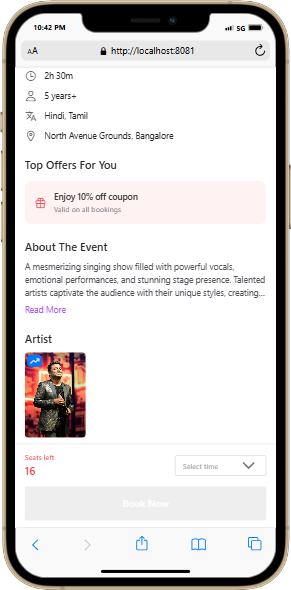 10:42 PM
5G
AA
http://localhost:8081
2h 30m
5 years+
Hindi, Tamil
North Avenue Grounds, Bangalore
Top Offers For You
Enjoy 10% off coupon
Valid on all bookings
About The Event
A mesmerizing singing show filled with powerful vocals,
emotional performances, and stunning stage presence. Talented
artists captivate the audience with their unique styles, creating...
Read More
Artist
Seats left
16
Select time
Book Now